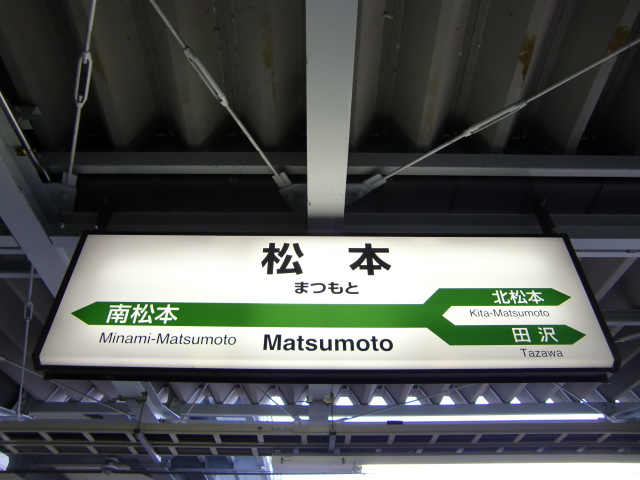 松本
まつもと
南松本
Minami-Matsumoto
Matsumoto
北松本
Kita-Matsumoto
田沢
Tazawa